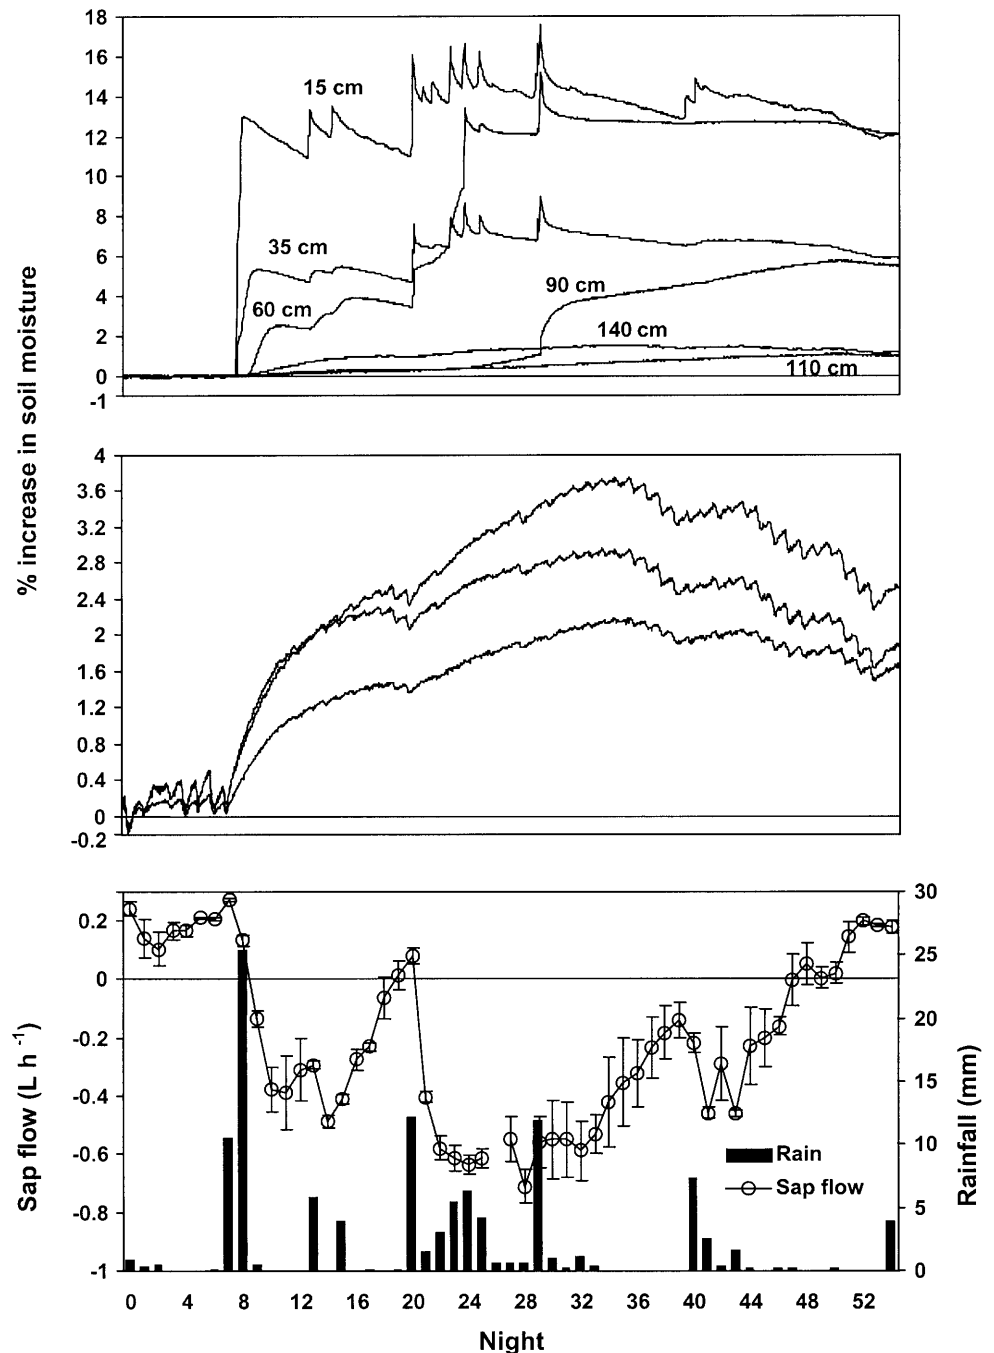 % increase in soil moisture
18
16
14
12
10
8
6
4
2
0
-1
15 cm
35 cm
60 cm
90 cm
140 cm
110 cm
4
3.6
3.2
2.8
2.4
2
1.6
1.2
0.8
0.4
0
-0.2
Sap flow (L h -1)
0.2
0
-0.2
-0.4
-0.6
-0.8
-1
30
25
20
15
10
5
0
Rainfall (mm)
Rain
Sap flow
0 4 8 12 16 20 24 28 32 36 40 44 48 52
Night